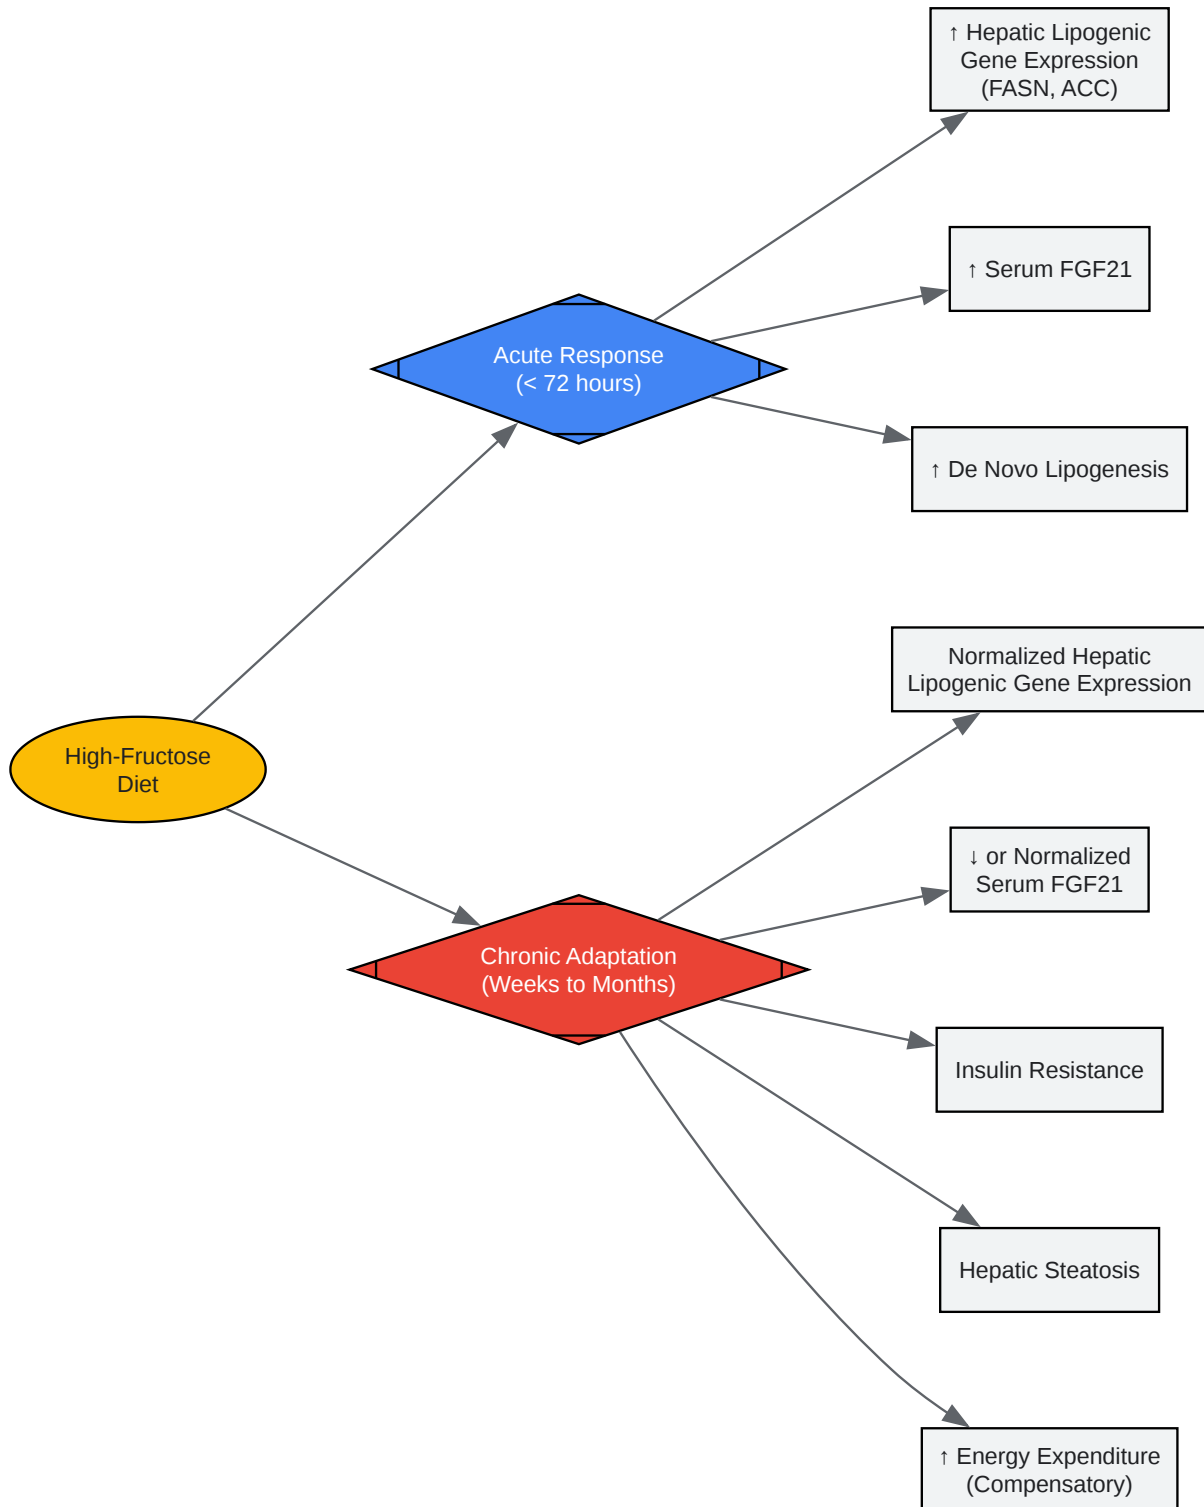 ↑ Hepatic Lipogenic
Gene Expression
(FASN, ACC)
↑ Serum FGF21
Acute Response
(< 72 hours)
↑ De Novo Lipogenesis
Normalized Hepatic
Lipogenic Gene Expression
High-Fructose
Diet
↓ or Normalized
Serum FGF21
Chronic Adaptation
(Weeks to Months)
Insulin Resistance
Hepatic Steatosis
↑ Energy Expenditure
(Compensatory)